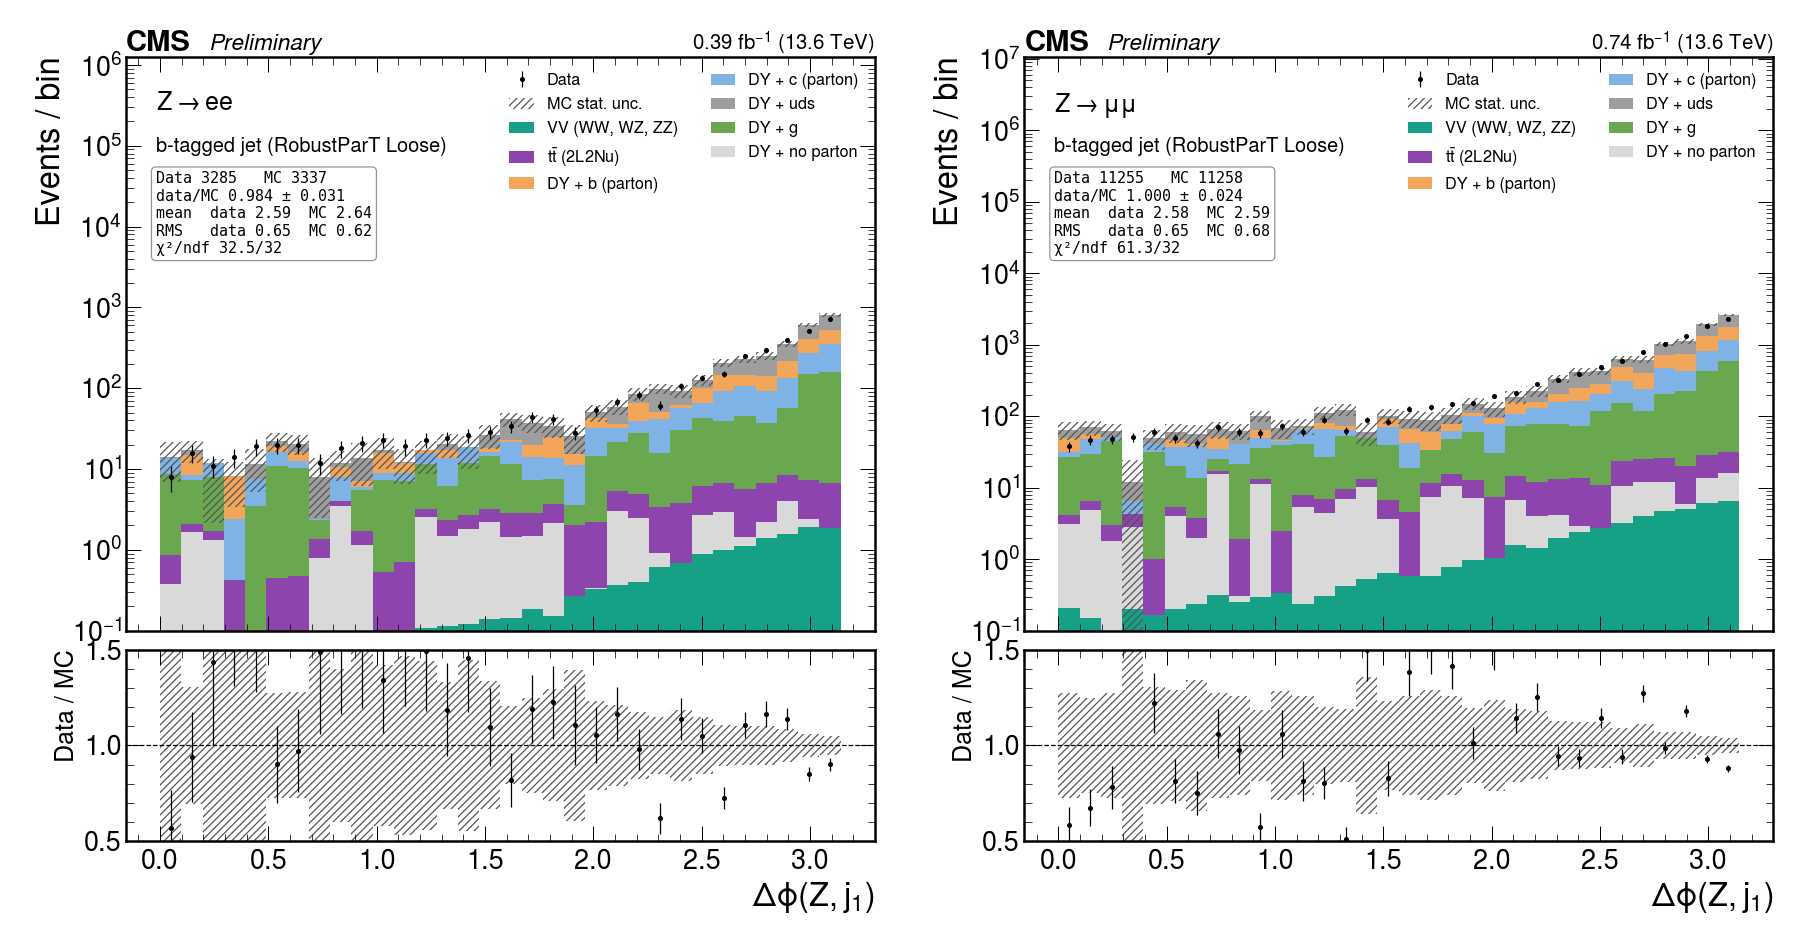 CMS Preliminary 0.39 fb⁻¹ (13.6 TeV)
Events / bin
10⁶
10⁵
10⁴
10³
10²
10¹
10⁰
10⁻¹
Z → ee
b-tagged jet (RobustParT Loose)
Data 3285 MC 3337
data/MC 0.984 ± 0.031
mean data 2.59 MC 2.64
RMS data 0.65 MC 0.62
χ²/ndf 32.5/32
Data
MC stat. unc.
VV (WW, WZ, ZZ)
tt̄ (2L2Nu)
DY + b (parton)
DY + c (parton)
DY + uds
DY + g
DY + no parton
Data / MC
1.5
1.0
0.5
0.0 0.5 1.0 1.5 2.0 2.5 3.0
Δϕ(Z, j₁)
CMS Preliminary 0.74 fb⁻¹ (13.6 TeV)
Events / bin
10⁷
10⁶
10⁵
10⁴
10³
10²
10¹
10⁰
10⁻¹
Z → μμ
b-tagged jet (RobustParT Loose)
Data 11255 MC 11258
data/MC 1.000 ± 0.024
mean data 2.58 MC 2.59
RMS data 0.65 MC 0.68
χ²/ndf 61.3/32
Data
MC stat. unc.
VV (WW, WZ, ZZ)
tt̄ (2L2Nu)
DY + b (parton)
DY + c (parton)
DY + uds
DY + g
DY + no parton
Data / MC
1.5
1.0
0.5
0.0 0.5 1.0 1.5 2.0 2.5 3.0
Δϕ(Z, j₁)